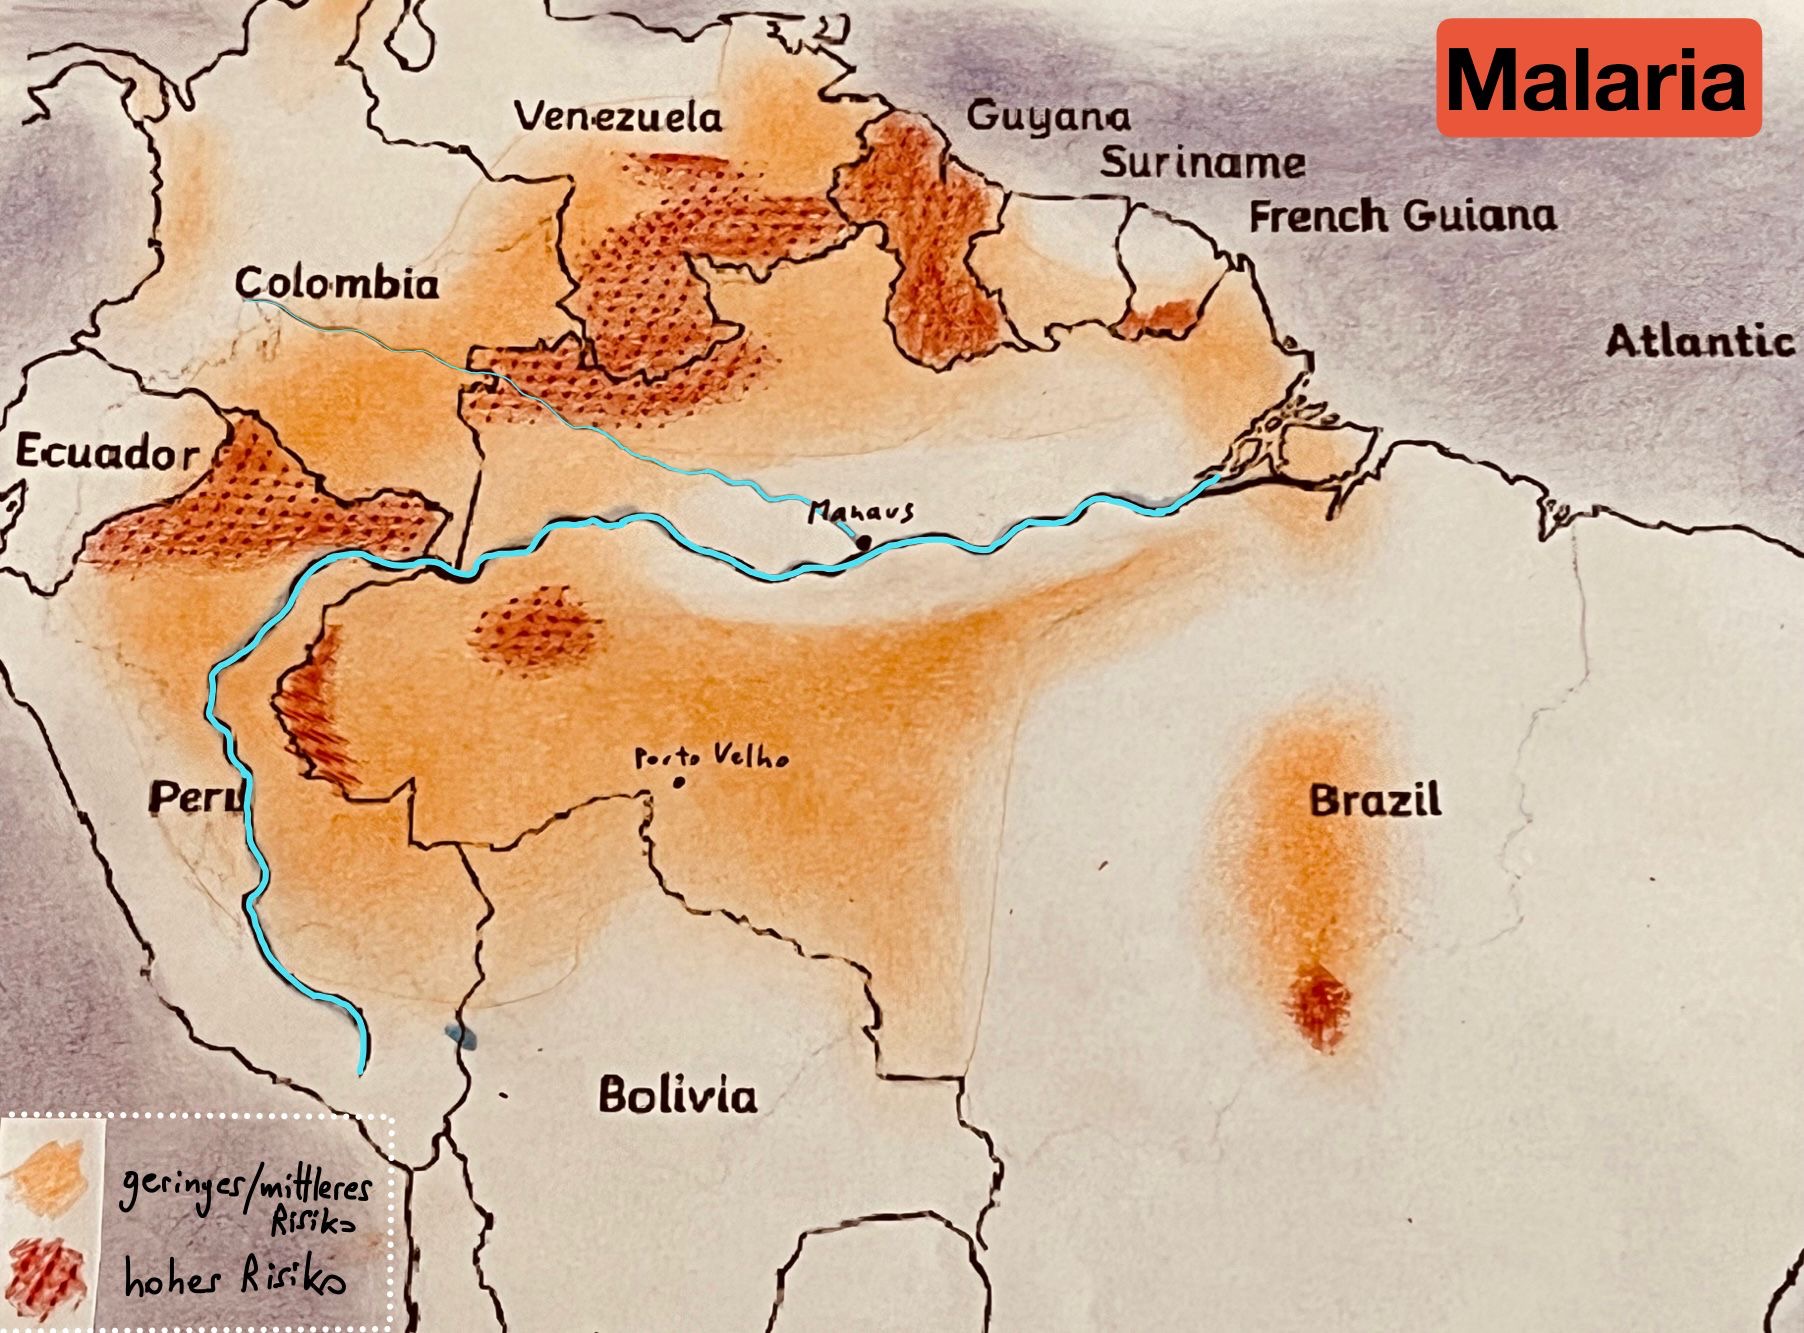 Malaria
Venezuela
Guyana
Suriname
French Guiana
Colombia
Atlantic
Ecuador
Manaus
Porto Velho
Peru
Brazil
Bolivia
geringes/mittleres
Risiko
hohes Risiko